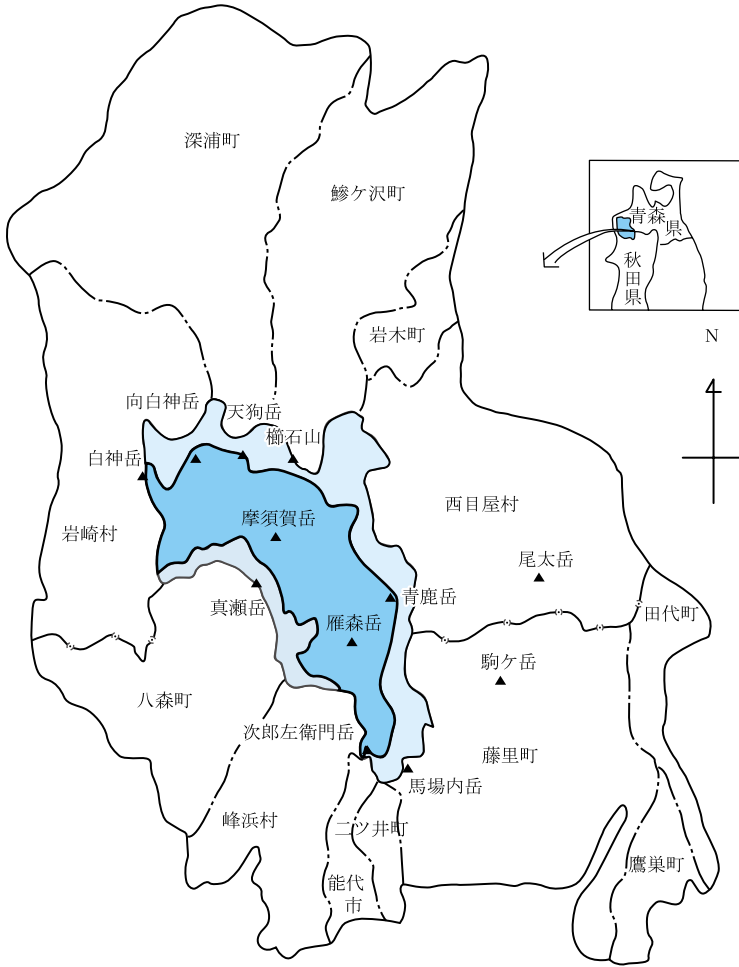 深浦町
鰺ケ沢町
青森
県
秋
田
県
岩木町
N
向白神岳
天狗岳
櫛石山
白神岳
西目屋村
摩須賀岳
岩崎村
尾太岳
青鹿岳
真瀬岳
田代町
雁森岳
駒ケ岳
八森町
次郎左衛門岳
藤里町
馬場内岳
峰浜村
二ツ井町
鷹巣町
能代
市